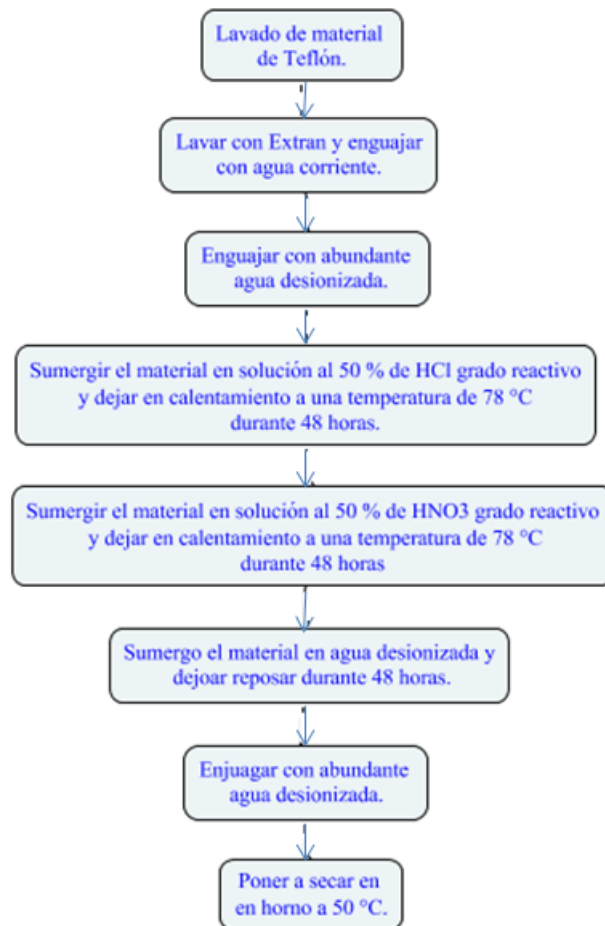 Lavado de material
de Teflón.
Lavar con Extran y enguajar
con agua corriente.
Enguajar con abundante
agua desionizada.
Sumergir el material en solución al 50 % de HCl grado reactivo
y dejar en calentamiento a una temperatura de 78 °C
durante 48 horas.
Sumergir el material en solución al 50 % de HNO3 grado reactivo
y dejar en calentamiento a una temperatura de 78 °C
durante 48 horas
Sumergo el material en agua desionizada y
dejoar reposar durante 48 horas.
Enjuagar con abundante
agua desionizada.
Poner a secar en
en horno a 50 °C.